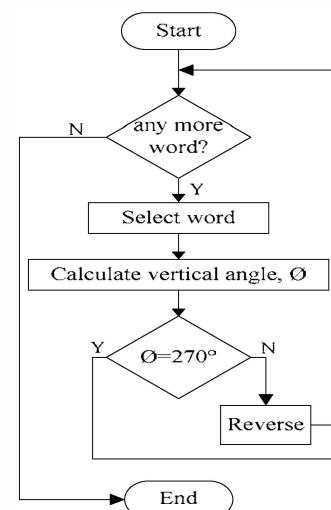 Start
any more
word?
N
Y
Select word
Calculate vertical angle, Ø
Y
Ø=270°
N
Reverse
End